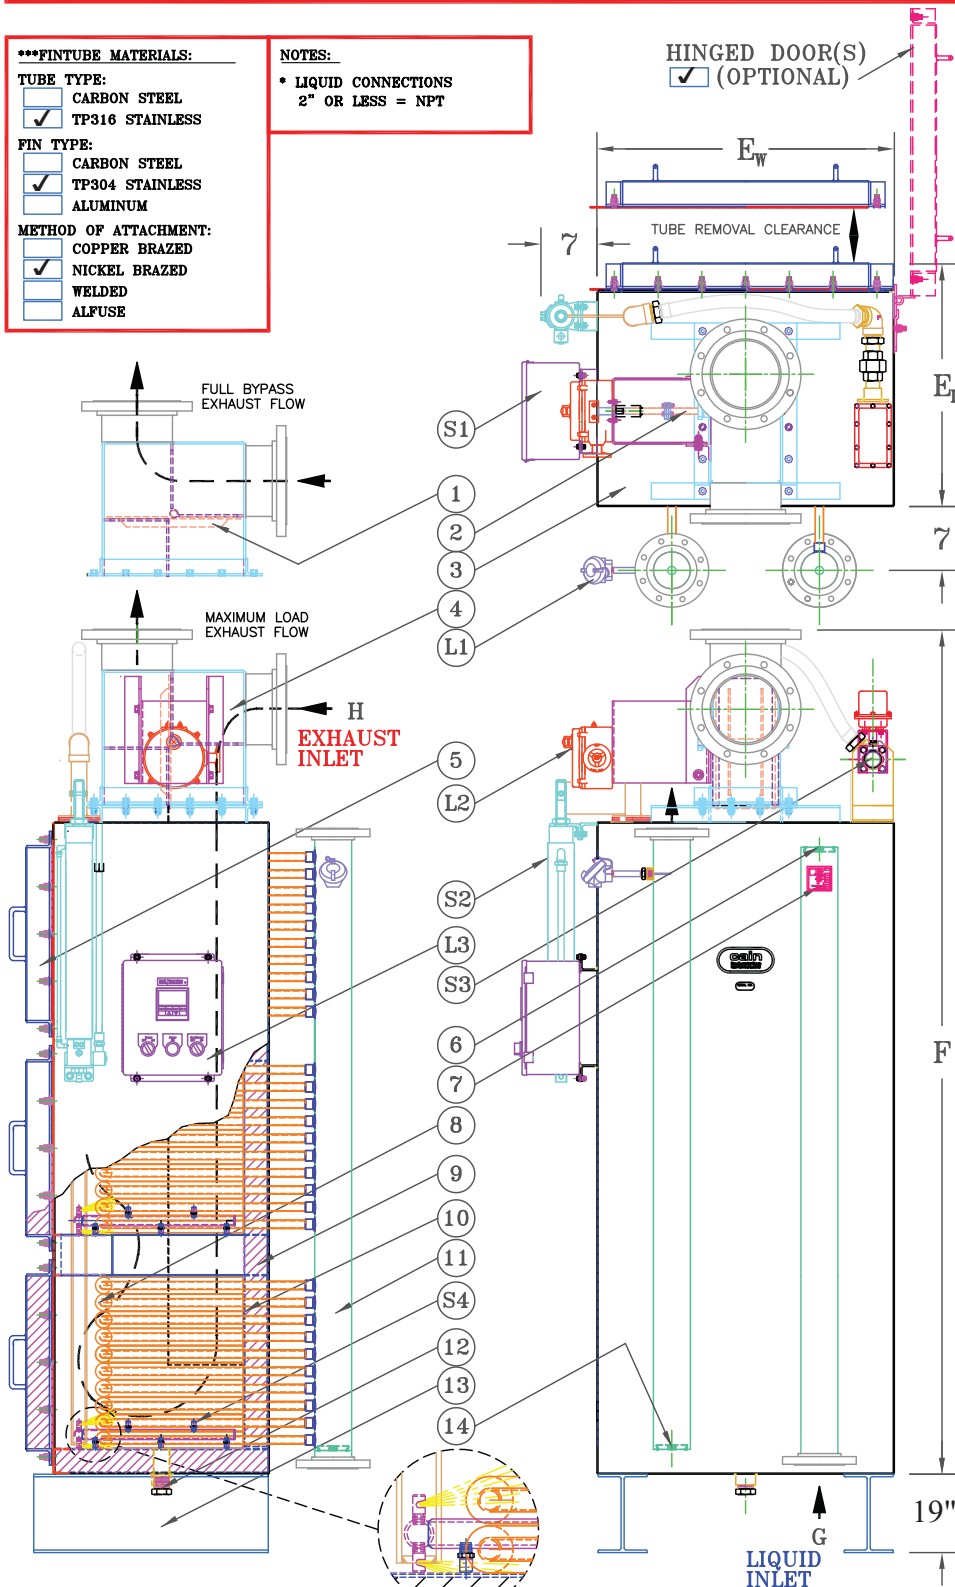 ***FINTUBE MATERIALS:
TUBE TYPE:
CARBON STEEL
TP316 STAINLESS
FIN TYPE:
CARBON STEEL
TP304 STAINLESS
ALUMINUM
METHOD OF ATTACHMENT:
COPPER BRAZED
NICKEL BRAZED
WELDED
ALFUSE
NOTES:
* LIQUID CONNECTIONS
2" OR LESS = NPT
HINGED DOOR(S)
(OPTIONAL)
EW
TUBE REMOVAL CLEARANCE
7
E
7
FULL BYPASS
EXHAUST FLOW
S1
1
2
3
4
L1
MAXIMUM LOAD
EXHAUST FLOW
H
EXHAUST
INLET
5
L2
S2
L3
S3
6
7
8
9
10
11
S4
12
13
14
cain
F
19"
G
LIQUID
INLET